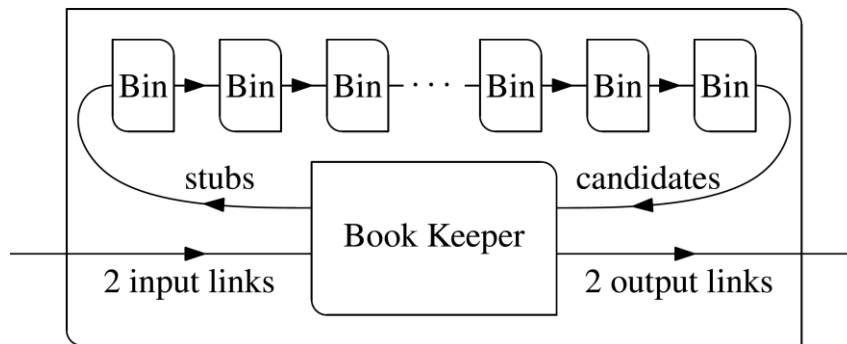 Bin Bin Bin ··· Bin Bin Bin
stubs candidates
Book Keeper
2 input links 2 output links